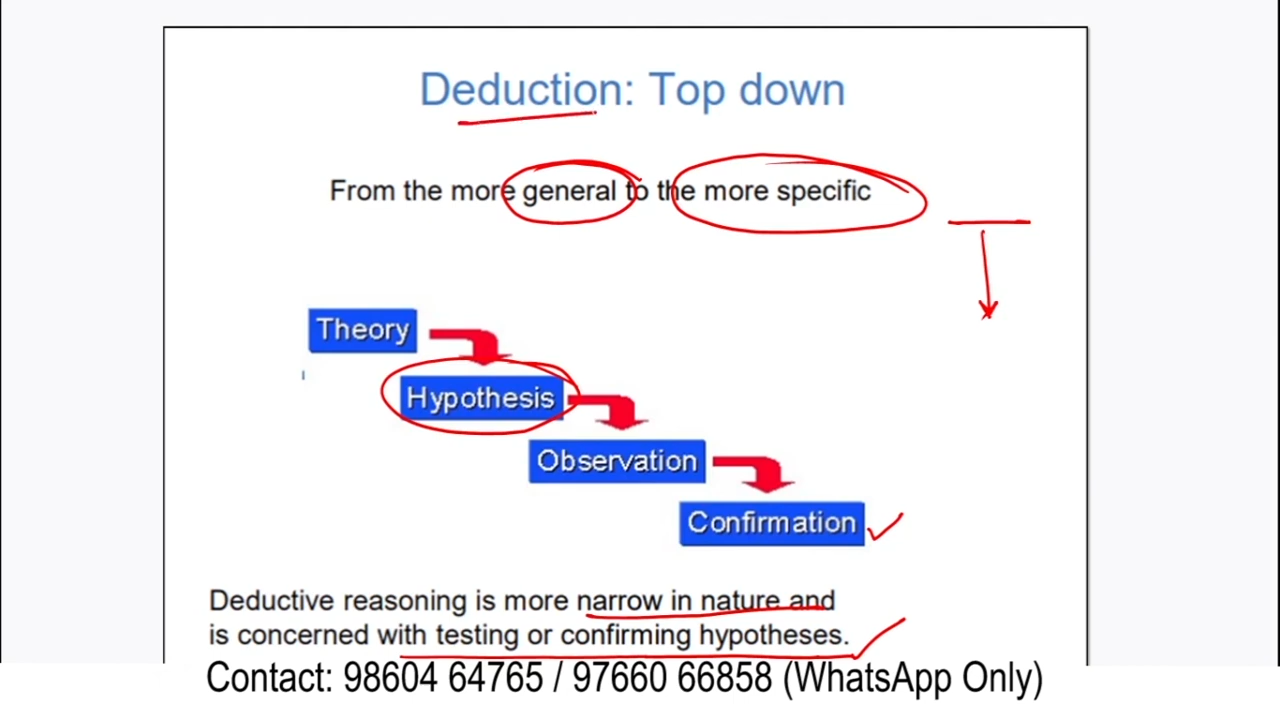 Deduction: Top down
From the more general to the more specific
Theory
Hypothesis
Observation
Confirmation
Deductive reasoning is more narrow in nature and
is concerned with testing or confirming hypotheses.
Contact: 98604 64765 / 97660 66858 (WhatsApp Only)